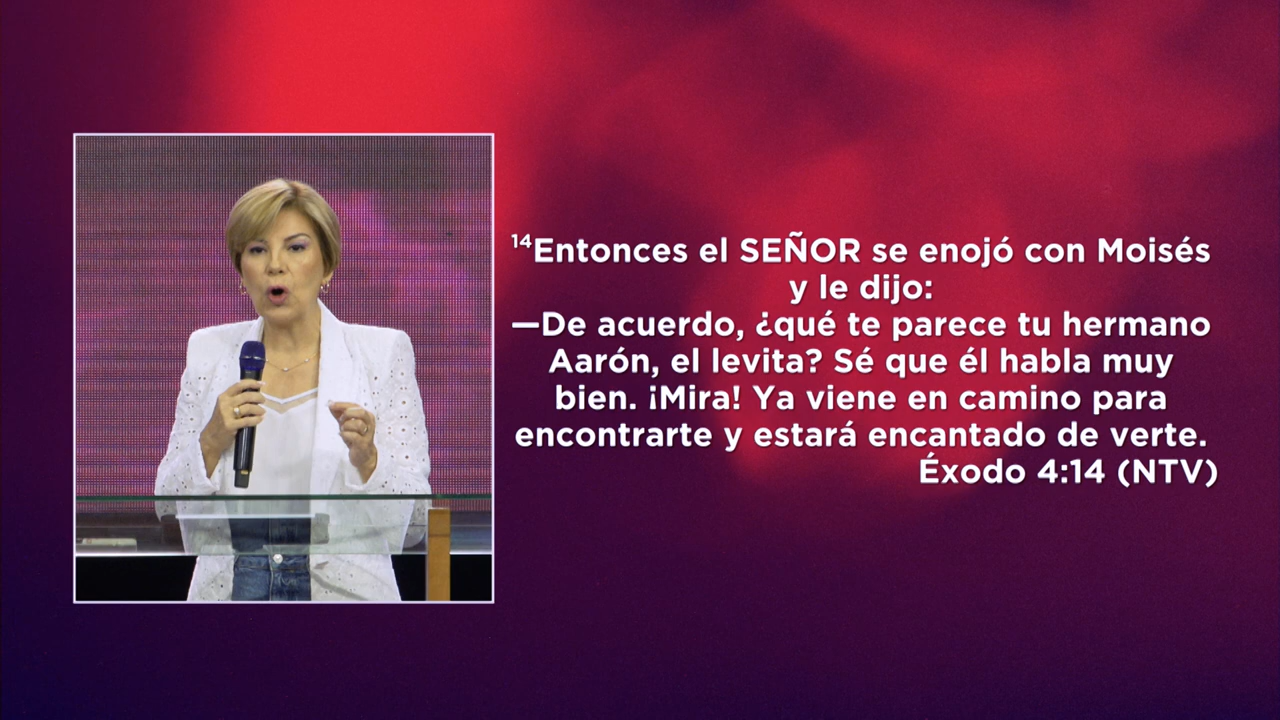 ¹⁴Entonces el SEÑOR se enojó con Moisés
y le dijo:
—De acuerdo, ¿qué te parece tu hermano
Aarón, el levita? Sé que él habla muy
bien. ¡Mira! Ya viene en camino para
encontrarte y estará encantado de verte.
Éxodo 4:14 (NTV)